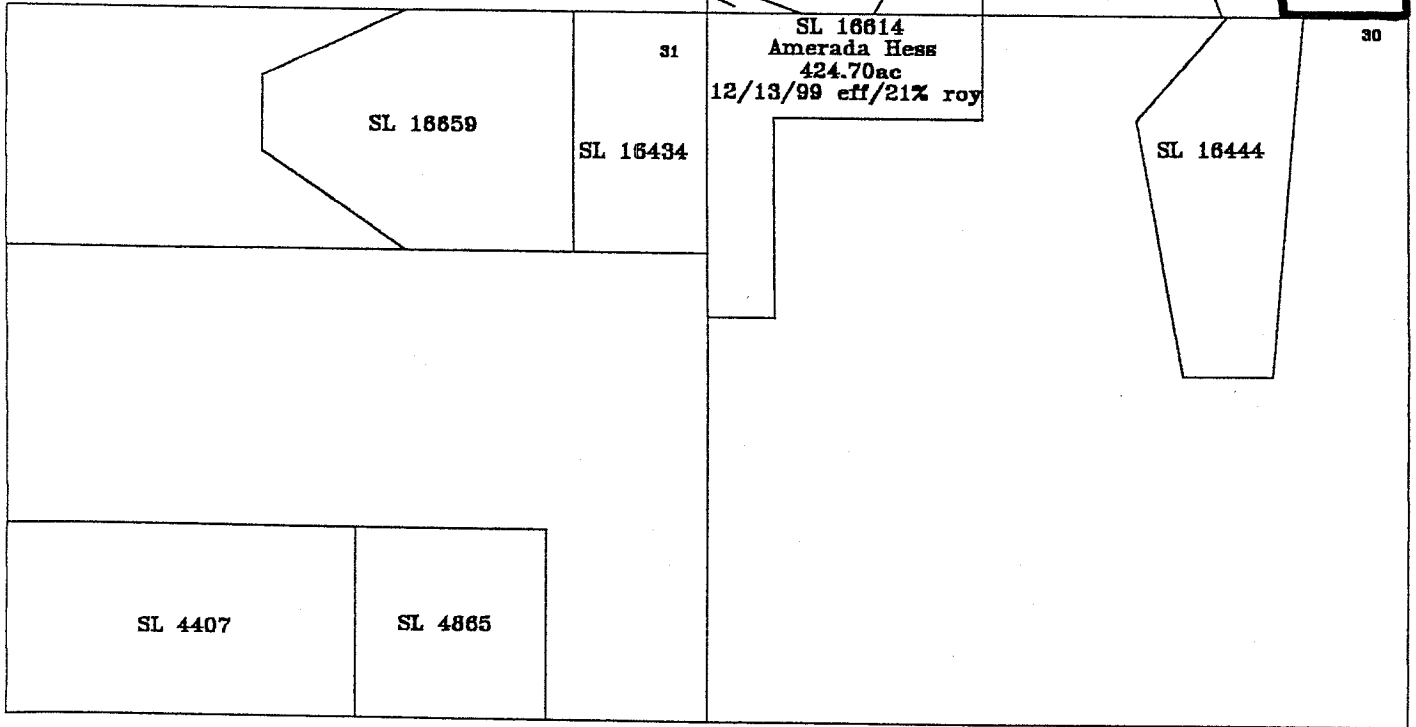 SL 16614
Amerada Hess
424.70ac
12/13/99 eff/21% roy
31
30
SL 16659
SL 16434
SL 16444
SL 4407
SL 4865